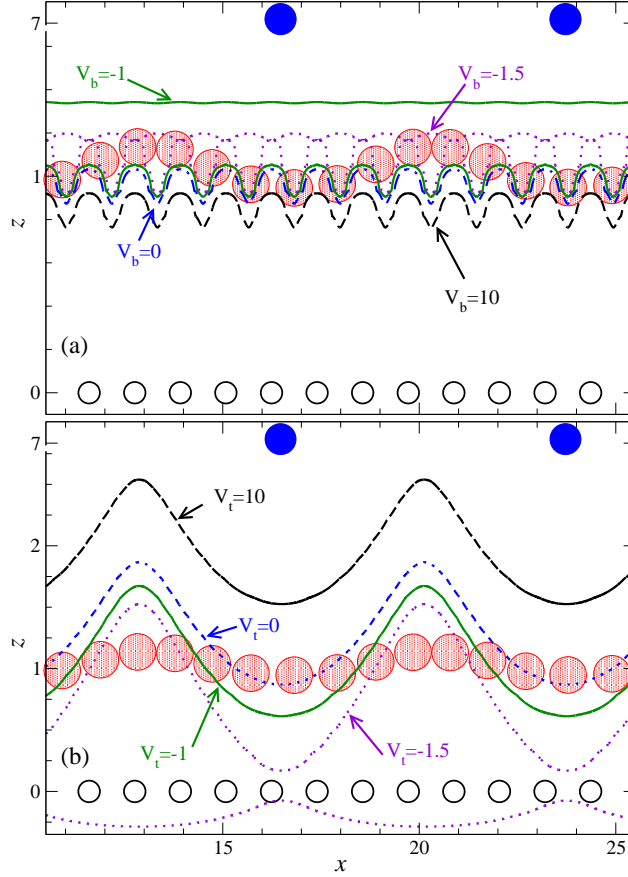 7
V_b=-1
V_b=-1.5
z
1
V_b=0
V_b=10
(a)
0
7
V_t=10
2
z
V_t=0
1
V_t=-1
V_t=-1.5
(b)
0
15
20
25
x